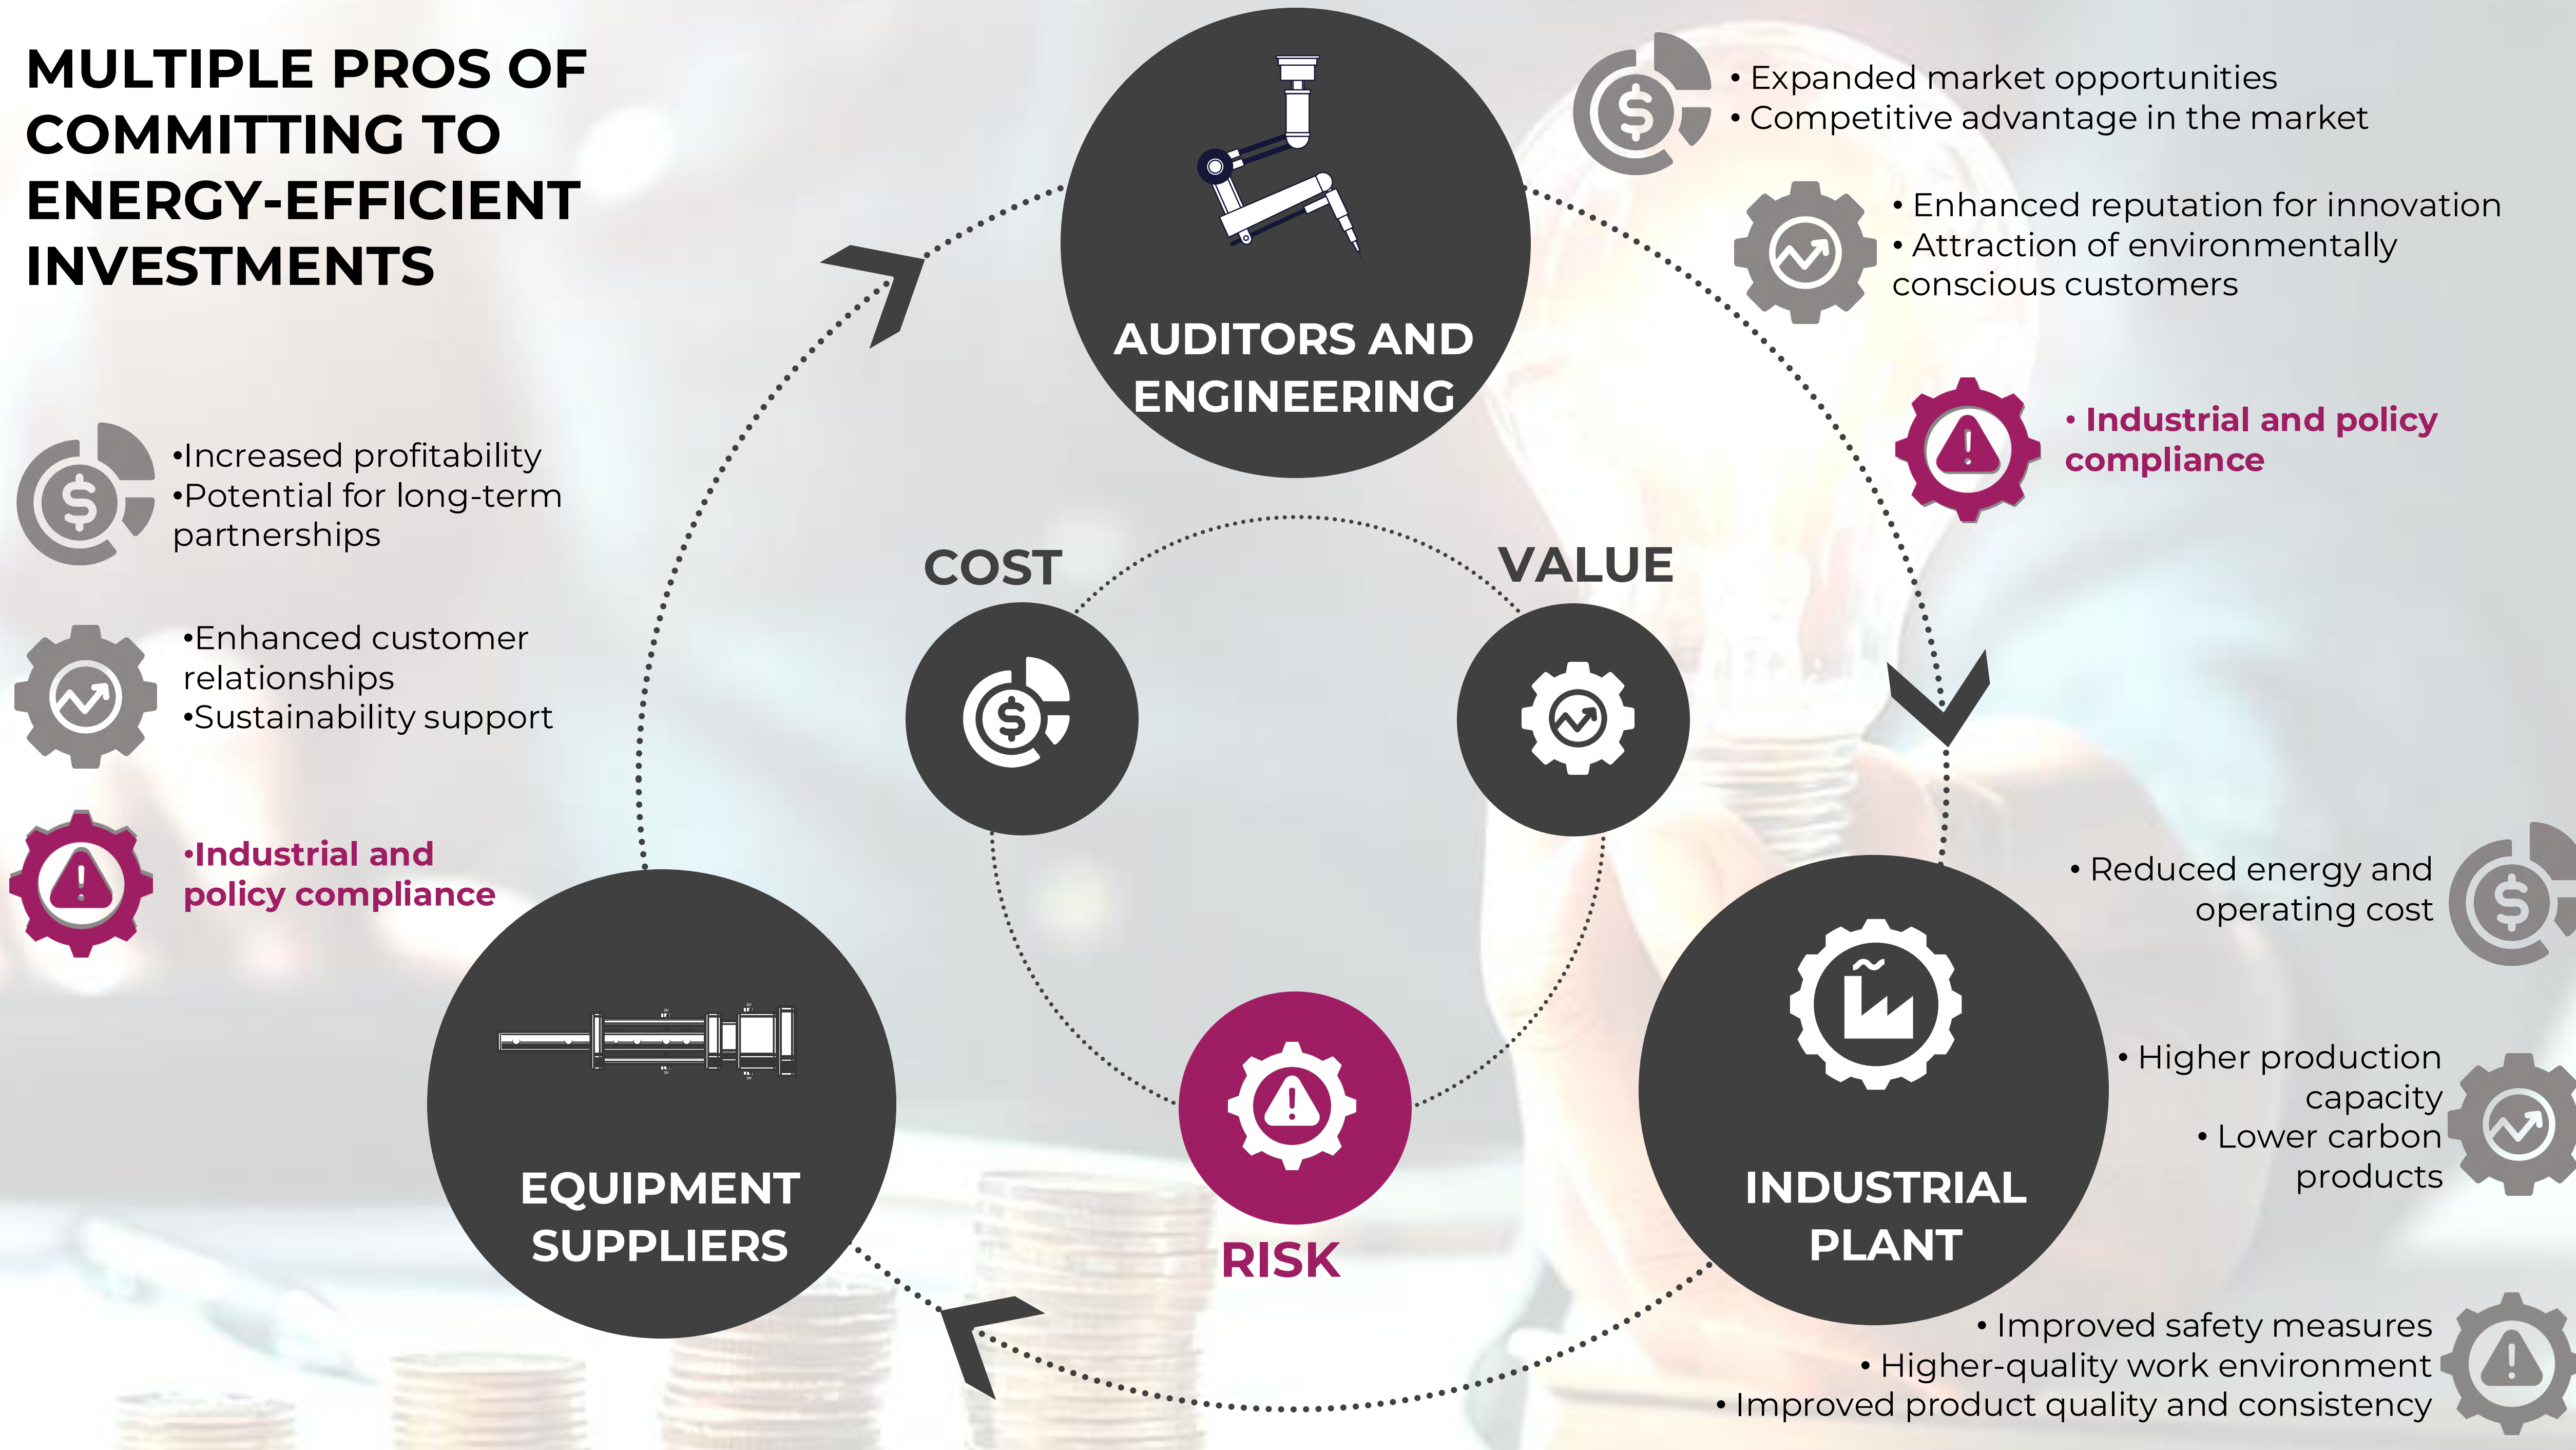 MULTIPLE PROS OF
COMMITTING TO
ENERGY-EFFICIENT
INVESTMENTS
AUDITORS AND
ENGINEERING
• Expanded market opportunities
• Competitive advantage in the market
• Enhanced reputation for innovation
• Attraction of environmentally
conscious customers
• Industrial and policy
compliance
•Increased profitability
•Potential for long-term
partnerships
•Enhanced customer
relationships
•Sustainability support
•Industrial and
policy compliance
COST
$
VALUE
RISK
EQUIPMENT
SUPPLIERS
INDUSTRIAL
PLANT
• Reduced energy and
operating cost
• Higher production
capacity
• Lower carbon
products
• Improved safety measures
• Higher-quality work environment
• Improved product quality and consistency